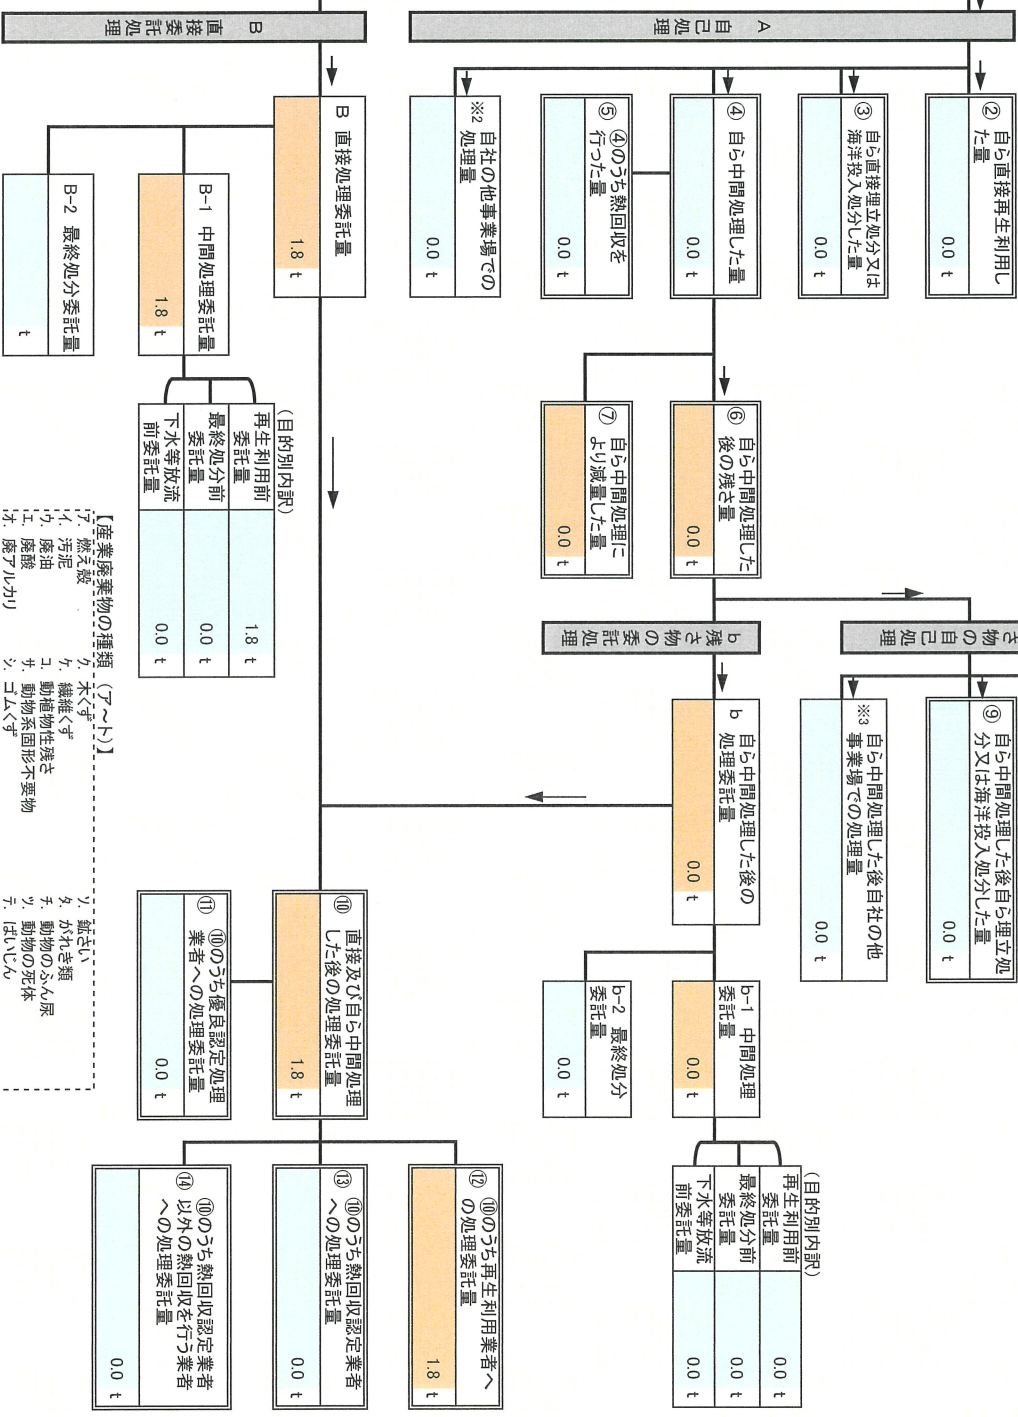 A 自己処理
② 自ら直接再生利用し
た量
0.0 t
③ 自ら直接埋立処分又は
海洋投入処分した量
0.0 t
④ 自ら中間処理した量
0.0 t
⑤ ④のうち熱回収を
行った量
0.0 t
※2 自社の他事業場での
処理量
0.0 t
⑥ 自ら中間処理した
後の残さ量
0.0 t
⑦ 自ら中間処理に
より減量した量
0.0 t
さ物の自己処理
⑨ 自ら中間処理した後自ら埋立処
分又は海洋投入処分した量
※3 自ら中間処理した後自社の他
事業場での処理量
0.0 t
b 残さ物の委託処理
b 自ら中間処理した後の
処理委託量
0.0 t
b-1 中間処理
委託量
0.0 t
b-2 最終処分
委託量
0.0 t
(目的別内訳)
再生利用前
委託量
0.0 t
最終処分前
委託量
0.0 t
下水等放流
前委託量
0.0 t
B 直接委託処理
B 直接処理委託量
1.8 t
B-1 中間処理委託量
1.8 t
B-2 最終処分委託量
t
(目的別内訳)
再生利用前
委託量
1.8 t
最終処分前
委託量
0.0 t
下水等放流
前委託量
0.0 t
⑩ 直接及び自ら中間処理
した後の処理委託量
1.8 t
⑪ ⑩のうち優良認定処理
業者への処理委託量
0.0 t
⑫ ⑩のうち再生利用業者へ
の処理委託量
1.8 t
⑬ ⑩のうち熱回収認定業者
への処理委託量
0.0 t
⑭ ⑩のうち熱回収認定業者
以外の熱回収を行う業者
への処理委託量
0.0 t
【産業廃棄物の種類 (ア~ト)】
ア. 燃え殻 ク. 木くず ソ. 鉱さい
イ. 汚泥 ケ. 繊維くず タ. がれき類
ウ. 廃油 コ. 動植物性残さ チ. 動物のふん尿
エ. 廃酸 サ. 動物系固形不要物 ツ. 動物の死体
オ. 廃アルカリ シ. ゴムくず テ. ばいじん